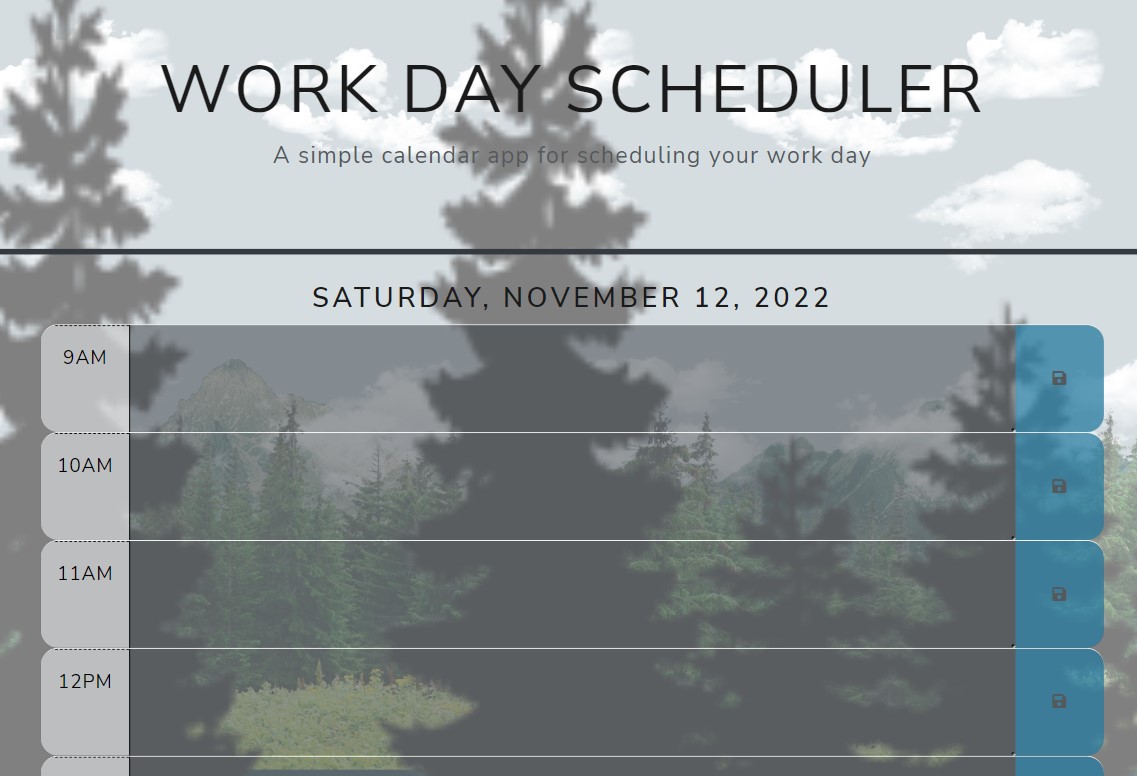 WORK DAY SCHEDULER
A simple calendar app for scheduling your work day
SATURDAY, NOVEMBER 12, 2022
9AM
10AM
11AM
12PM